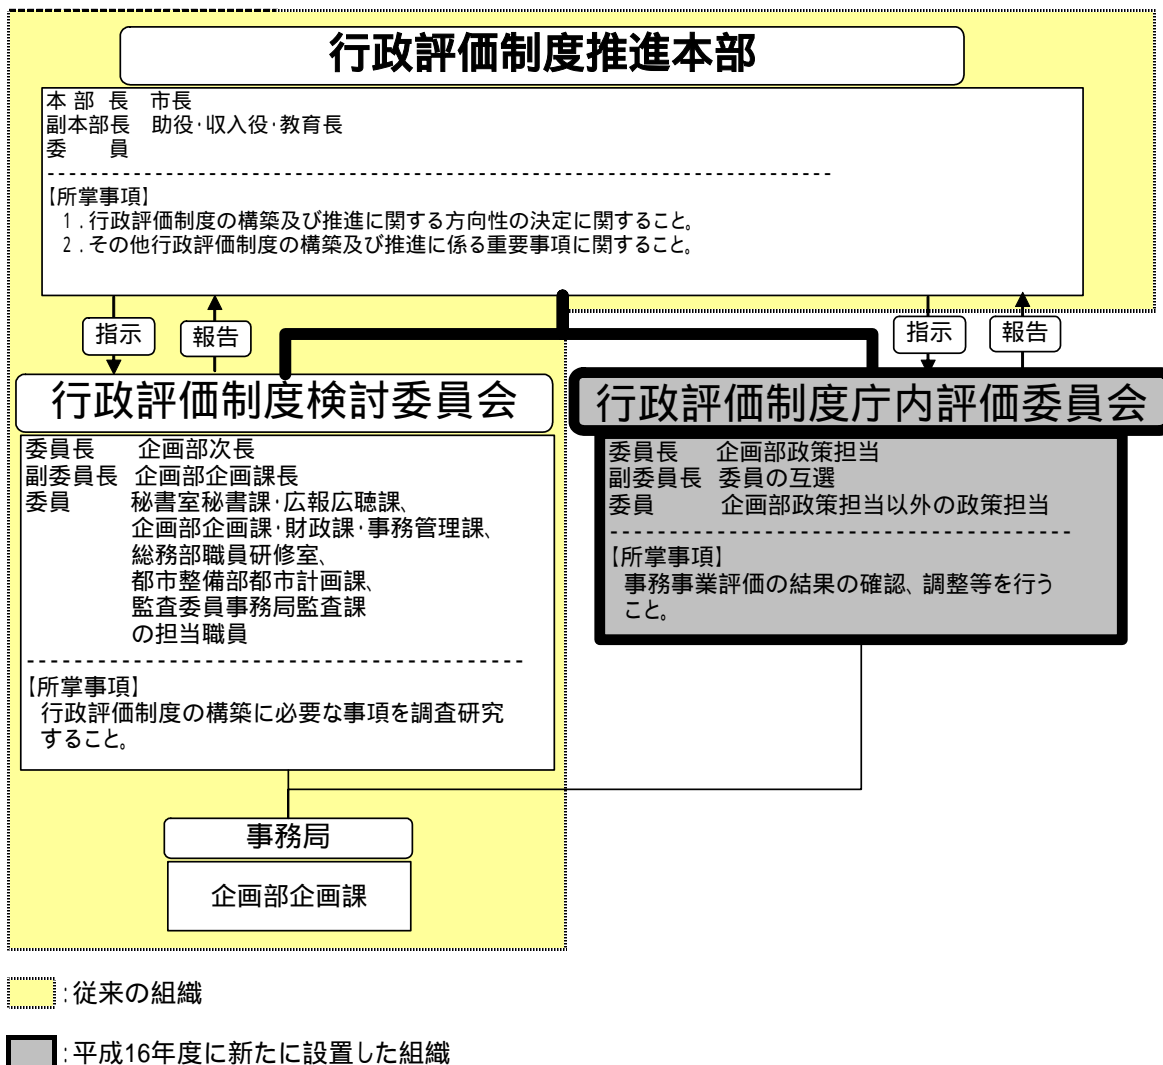 行政評価制度推進本部
本 部 長　市長
副本部長　助役･収入役･教育長
委　　員
【所掌事項】
１．行政評価制度の構築及び推進に関する方向性の決定に関すること。
２．その他行政評価制度の構築及び推進に係る重要事項に関すること。
指示
報告
指示
報告
行政評価制度検討委員会
委員長　　企画部次長
副委員長　企画部企画課長
委員　　　秘書室秘書課･広報広聴課、
企画部企画課･財政課･事務管理課、
総務部職員研修室、
都市整備部都市計画課、
監査委員事務局監査課
の担当職員
【所掌事項】
行政評価制度の構築に必要な事項を調査研究
すること。
行政評価制度庁内評価委員会
委員長　　企画部政策担当
副委員長　委員の互選
委員　　　企画部政策担当以外の政策担当
【所掌事項】
事務事業評価の結果の確認、調整等を行う
こと。
事務局
企画部企画課
：従来の組織
：平成16年度に新たに設置した組織